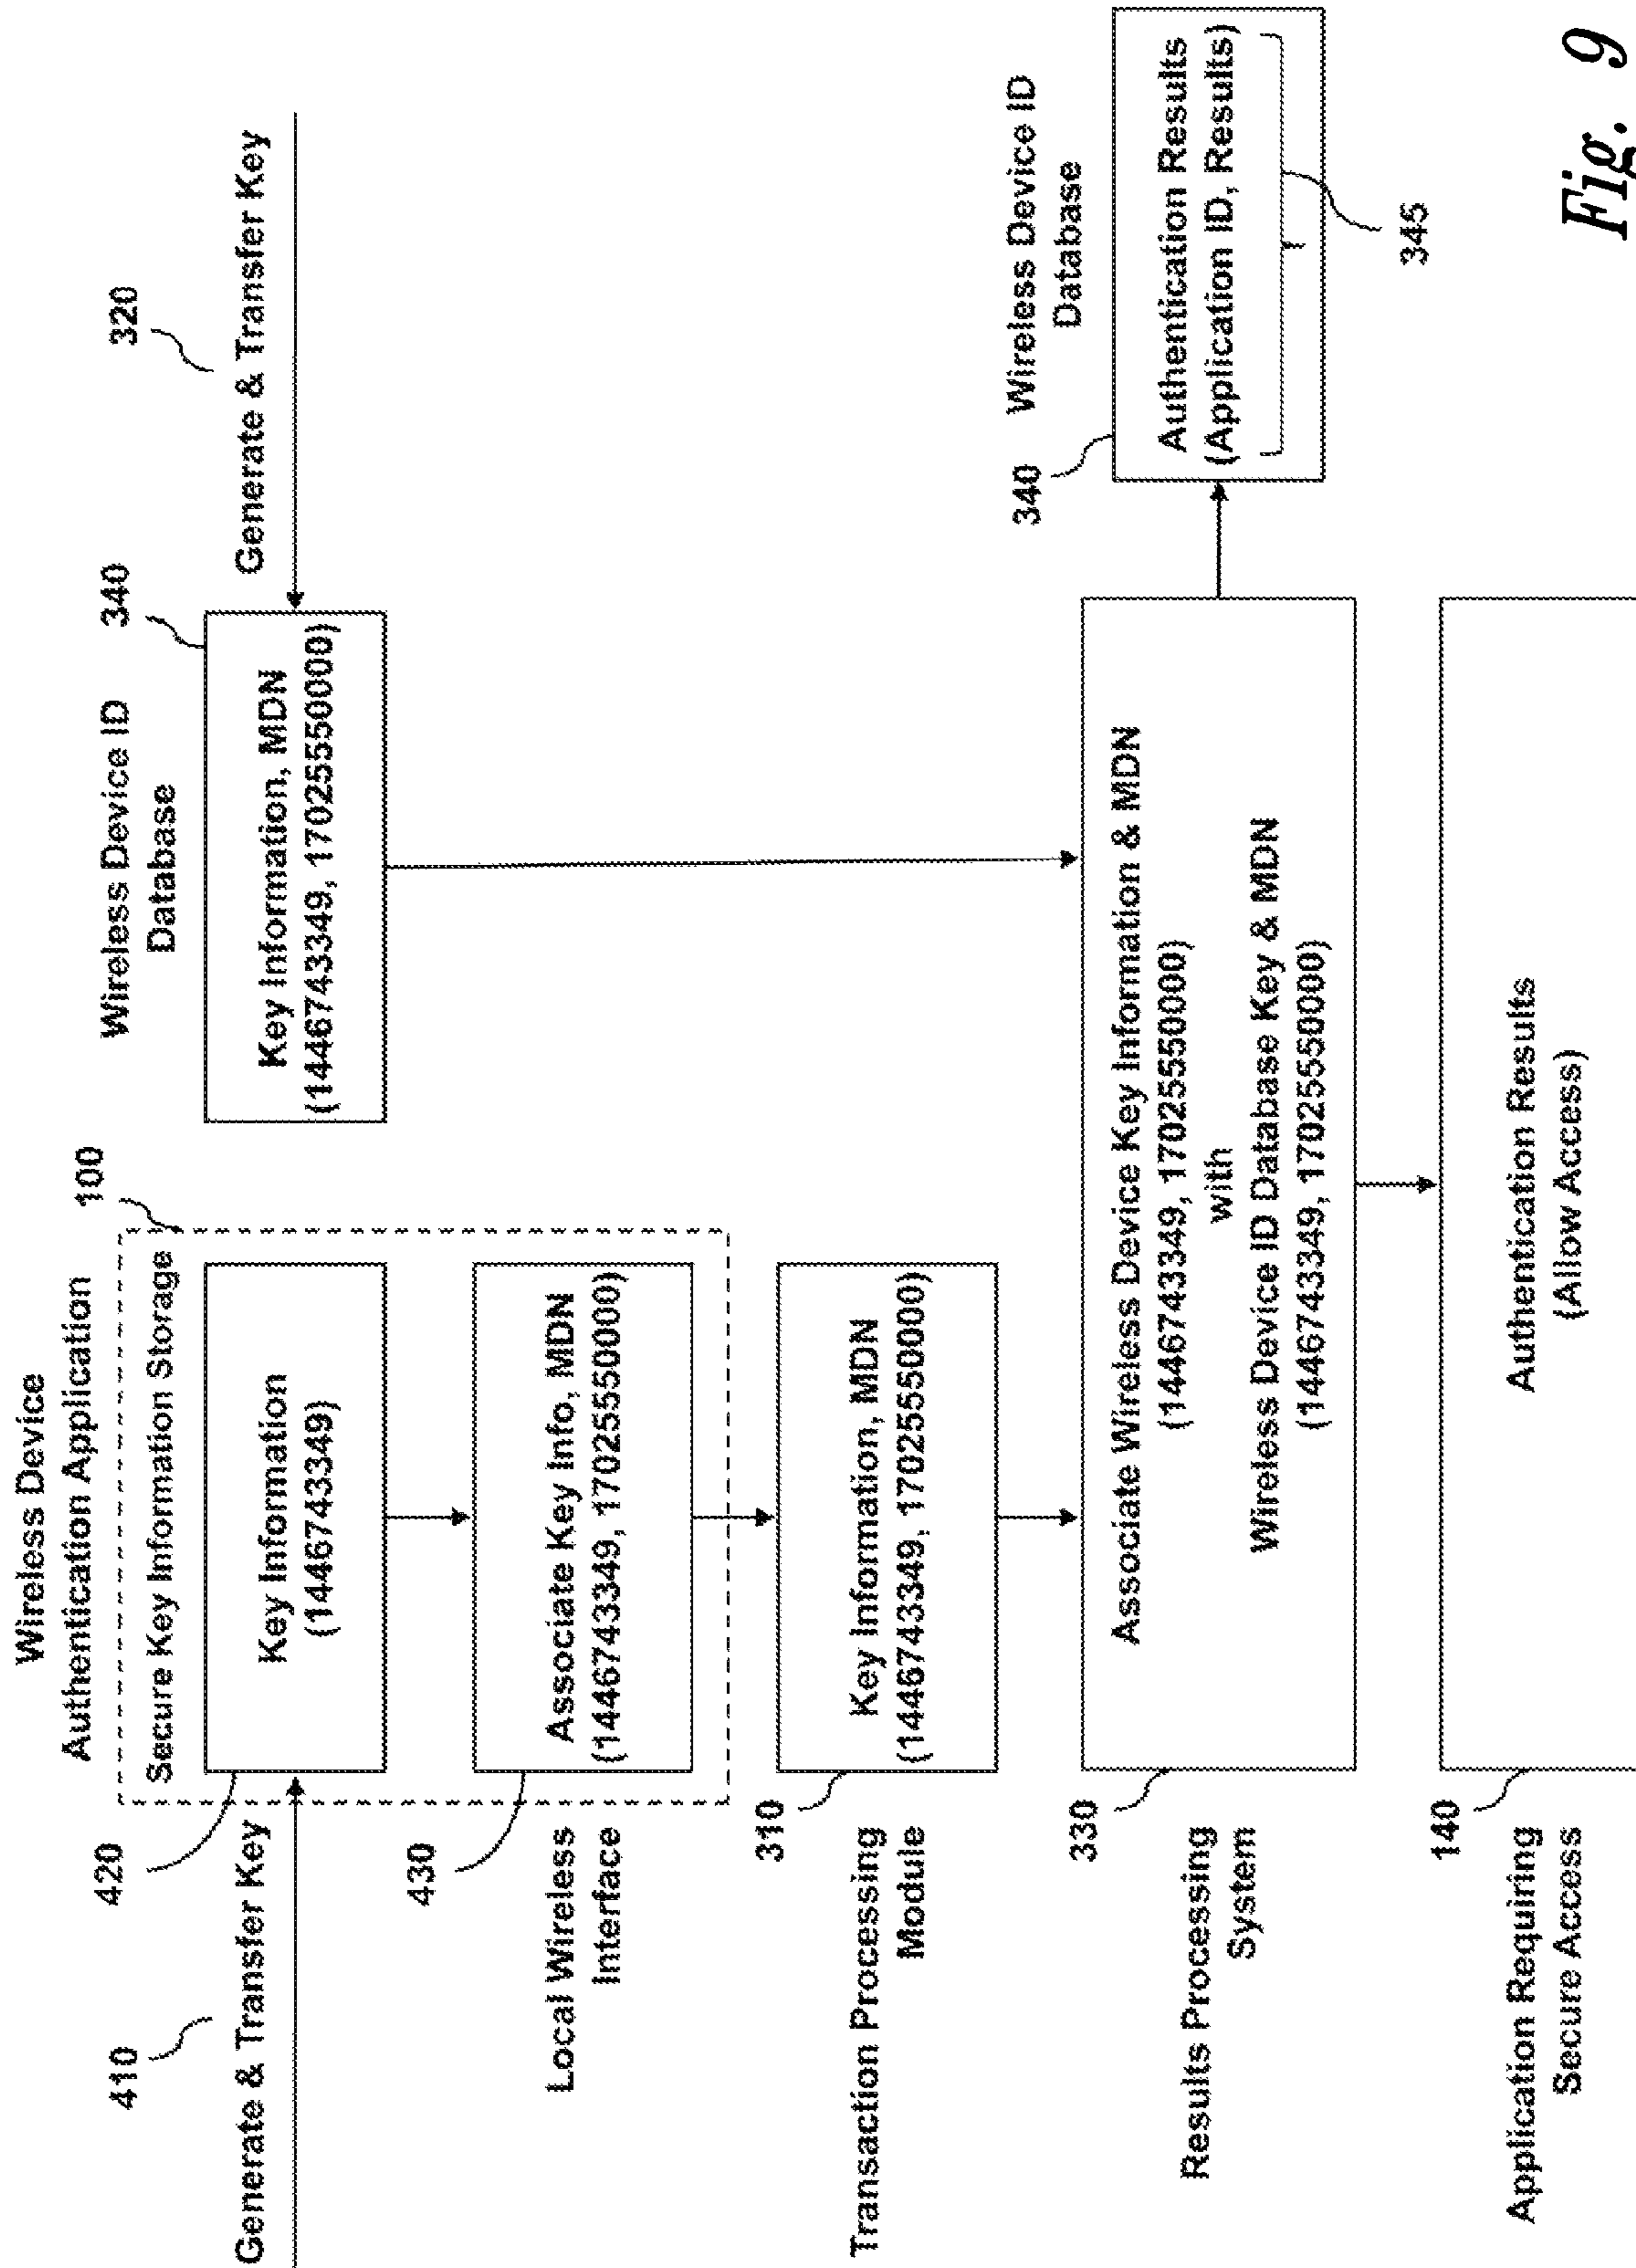 Wireless Device
Authentication Application
Secure Key Information Storage
100
Wireless Device ID
Database
340
320
410
Generate & Transfer Key
420
Key Information
(1446743349)
Key Information, MDN
(1446743349, 17025550000)
Generate & Transfer Key
430
Local Wireless
Interface
Associate Key Info, MDN
(1446743349, 17025550000)
310
Transaction Processing
Module
Key Information, MDN
(1446743349, 17025550000)
330
Results Processing
System
Associate Wireless Device Key Information & MDN
(1446743349, 17025550000)
with
Wireless Device ID Database Key & MDN
(1446743349, 17025550000)
340
Wireless Device ID
Database
Authentication Results
(Application ID, Results)
345
140
Application Requiring
Secure Access
Authentication Results
(Allow Access)
Fig. 9